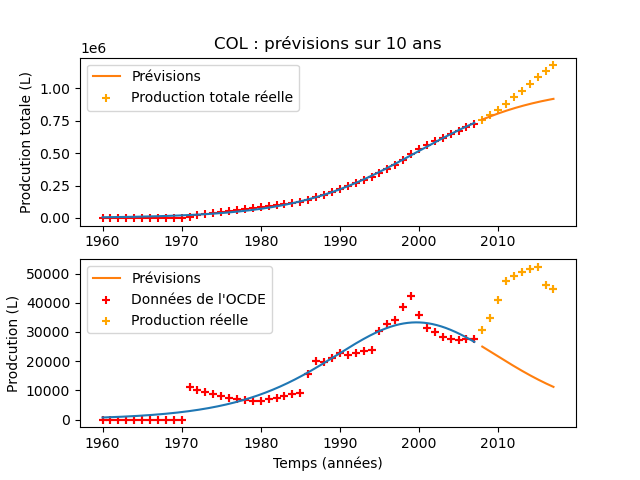 COL : prévisions sur 10 ans
1e6
Prodcution totale (L)
1.00
0.75
0.50
0.25
0.00
Prévisions
Production totale réelle
1960 1970 1980 1990 2000 2010
Prodcution (L)
50000
40000
30000
20000
10000
0
Prévisions
Données de l'OCDE
Production réelle
1960 1970 1980 1990 2000 2010
Temps (années)